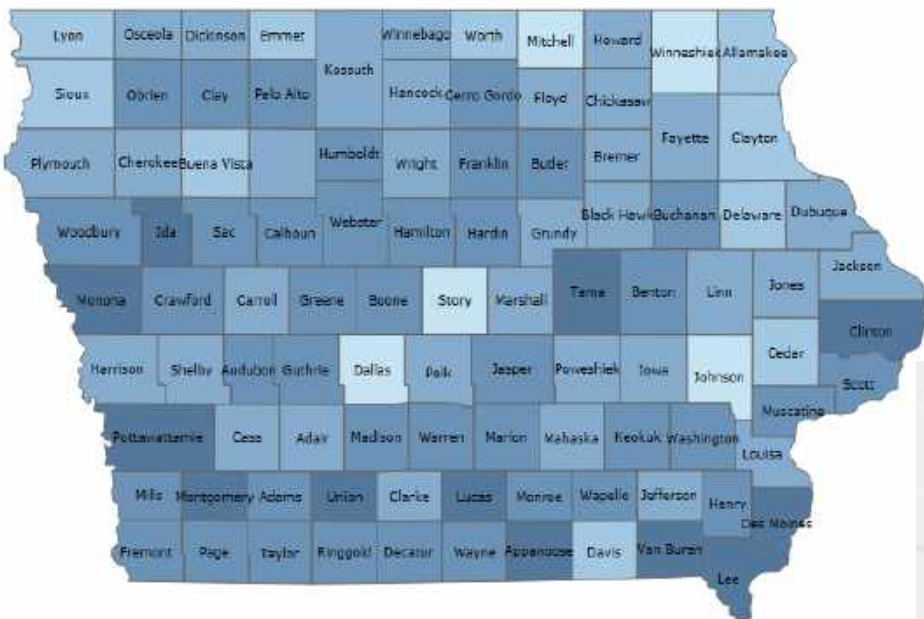 Lyon Osceola Dickinson Emmet Winnebago Worth Mitchell Howard Winneshiek Allamakee
Kossuth
Sioux Obrien Clay Palo Alto Hancock Cerro Gordo Floyd Chickasaw
Fayette Clayton
Plymouth Cherokee Buena Vista Humboldt Wright Franklin Butler Bremer
Woodbury Ida Sac Calhoun Webster Hamilton Hardin Grundy Black Hawk Buchanan Delaware Dubuque
Jackson
Monona Crawford Carroll Greene Boone Story Marshall Tama Benton Linn Jones
Clinton
Harrison Shelby Audubon Guthrie Dallas Polk Jasper Poweshiek Iowa Johnson Cedar
Scott
Muscatine
Pottawattamie Cass Adair Madison Warren Marion Mahaska Keokuk Washington
Louisa
Mills Montgomery Adams Union Clarke Lucas Monroe Wapello Jefferson Henry
Des Moines
Fremont Page Taylor Ringgold Decatur Wayne Appanoose Davis Van Buren
Lee